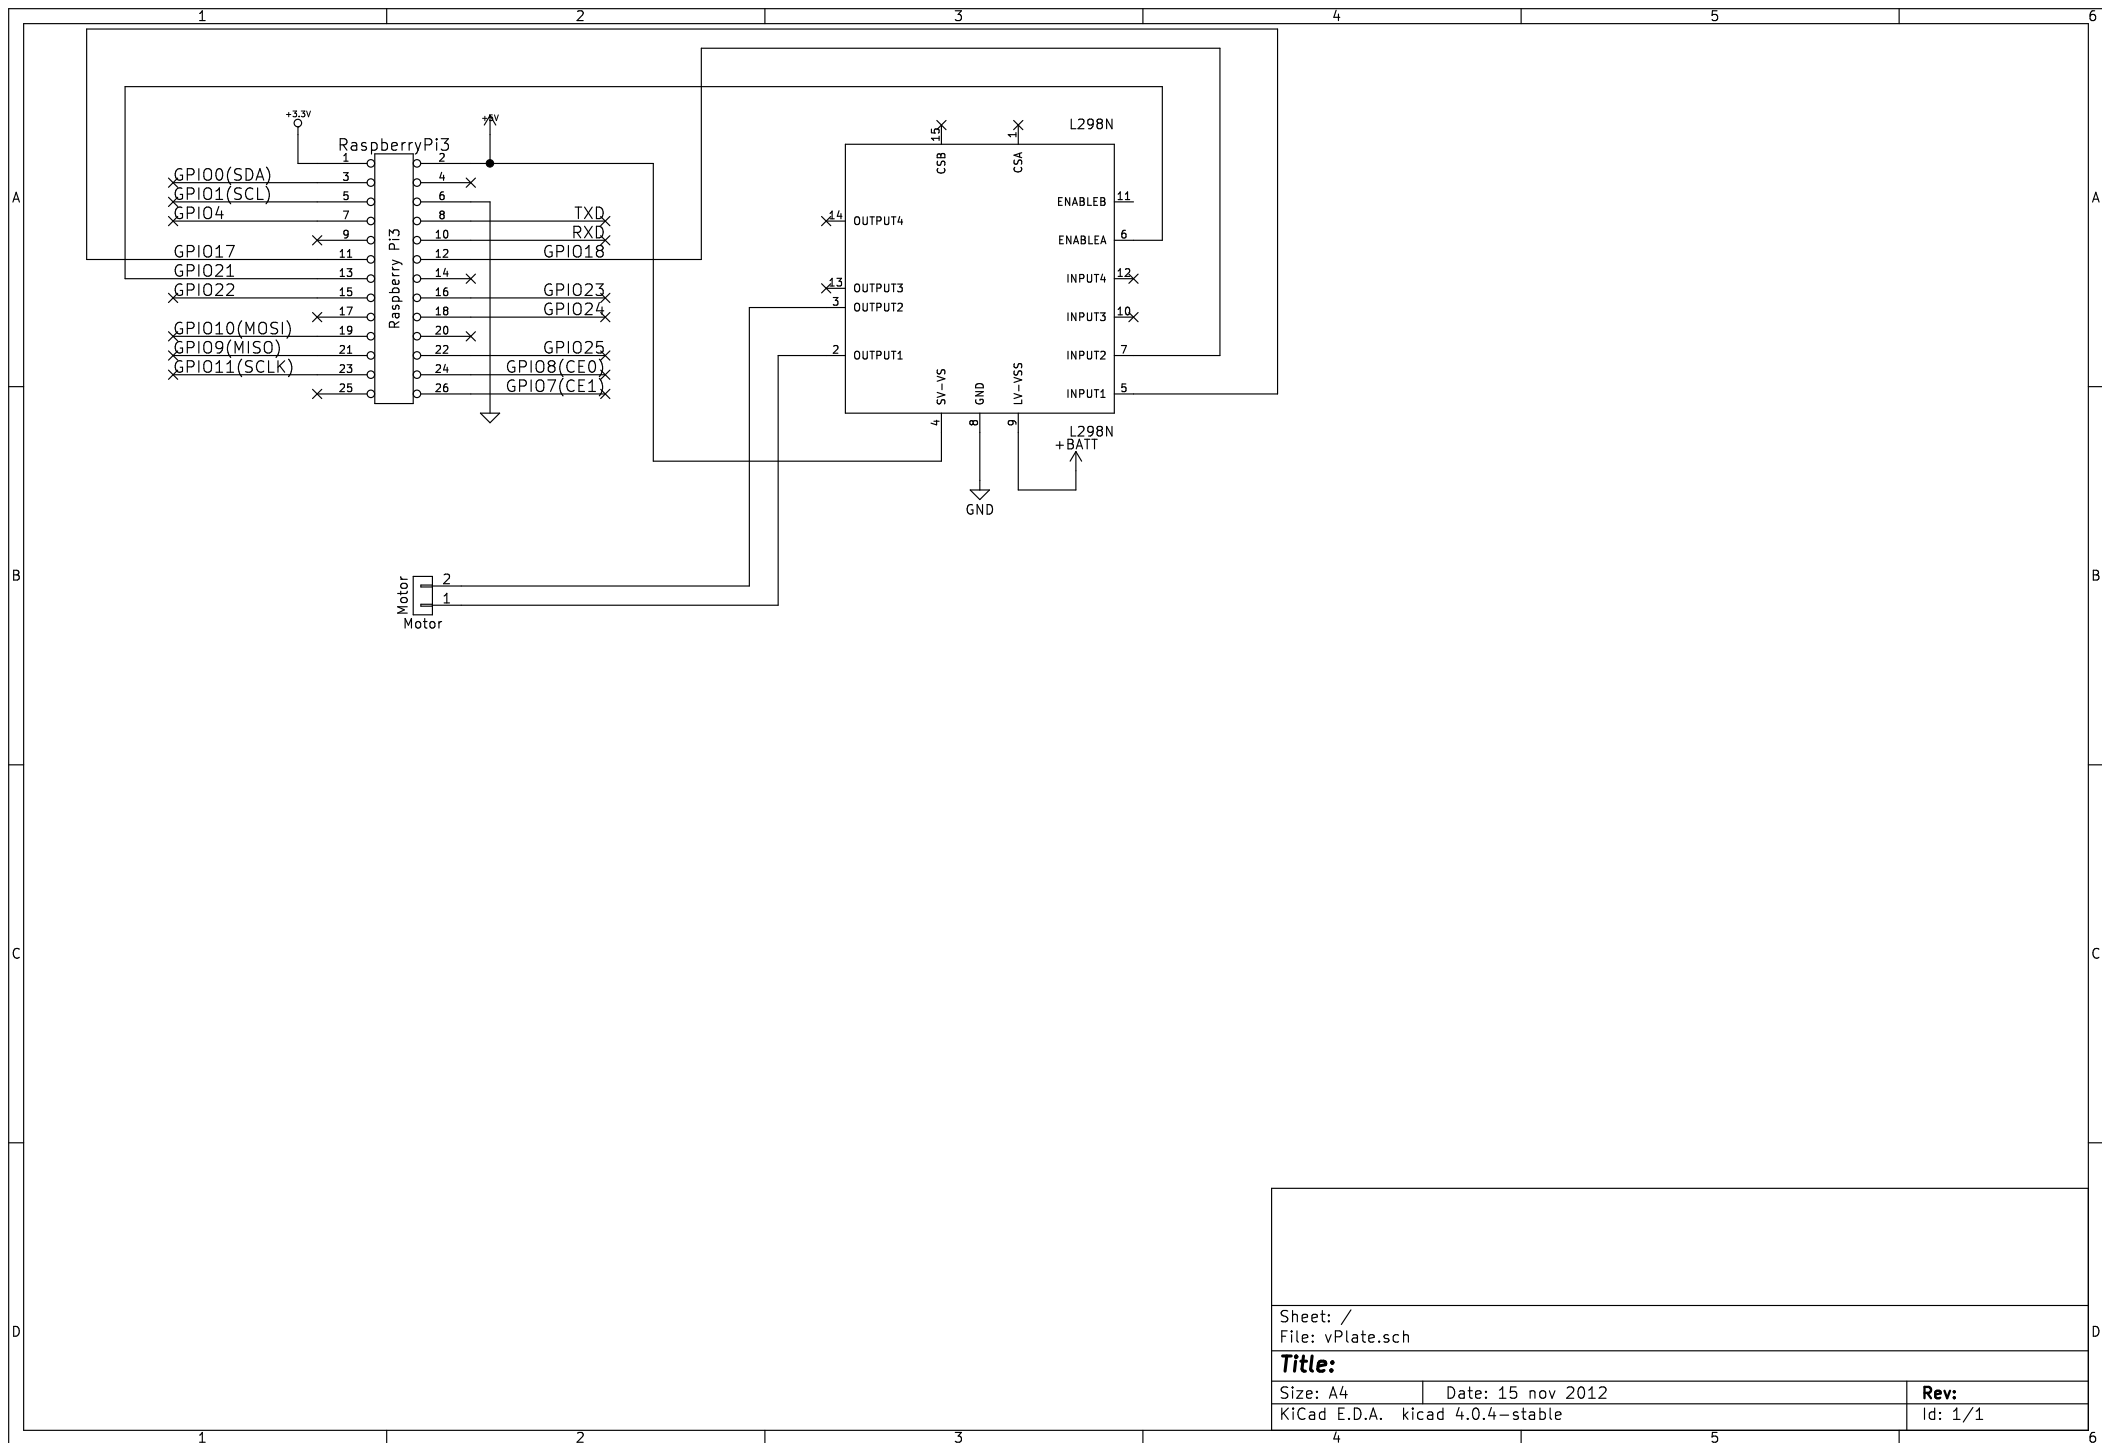 1 2 3 4 5 6
+3.3V
+5V
RaspberryPi3
1 2
GPIO0(SDA) 3 4
GPIO1(SCL) 5 6
GPIO4 7 8 TXD
9 10 RXD
GPIO17 11 12 GPIO18
GPIO21 13 14
GPIO22 15 16 GPIO23
17 18 GPIO24
GPIO10(MOSI) 19 20
GPIO9(MISO) 21 22 GPIO25
GPIO11(SCLK) 23 24 GPIO8(CE0)
25 26 GPIO7(CE1)
Raspberry Pi3
L298N
15 CSB
1 CSA
ENABLEB 11
14 OUTPUT4
ENABLEA 6
INPUT4 12
13 OUTPUT3
3 OUTPUT2
INPUT3 10
2 OUTPUT1
INPUT2 7
INPUT1 5
SV-VS 4
GND 8
LV-VSS 9
L298N
+BATT
GND
2
1
Motor
Motor
A A
B B
C C
D D
Sheet: /
File: vPlate.sch
Title:
Size: A4 Date: 15 nov 2012 Rev:
KiCad E.D.A. kicad 4.0.4-stable Id: 1/1
1 2 3 4 5 6